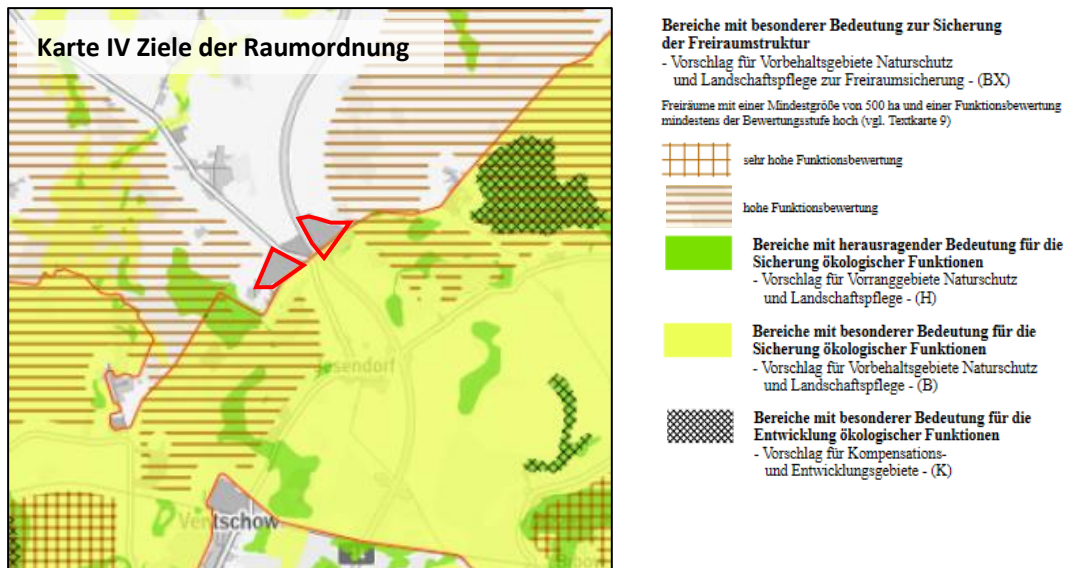 Karte IV Ziele der Raumordnung
Jesendorf
Ventschow
Bereiche mit besonderer Bedeutung zur Sicherung
der Freiraumstruktur
- Vorschlag für Vorbehaltsgebiete Naturschutz
und Landschaftspflege zur Freiraumsicherung - (BX)
Freiräume mit einer Mindestgröße von 500 ha und einer Funktionsbewertung
mindestens der Bewertungsstufe hoch (vgl. Textkarte 9)
sehr hohe Funktionsbewertung
hohe Funktionsbewertung
Bereiche mit herausragender Bedeutung für die
Sicherung ökologischer Funktionen
- Vorschlag für Vorranggebiete Naturschutz
und Landschaftspflege - (H)
Bereiche mit besonderer Bedeutung für die
Sicherung ökologischer Funktionen
- Vorschlag für Vorbehaltsgebiete Naturschutz
und Landschaftspflege - (B)
Bereiche mit besonderer Bedeutung für die
Entwicklung ökologischer Funktionen
- Vorschlag für Kompensations-
und Entwicklungsgebiete - (K)